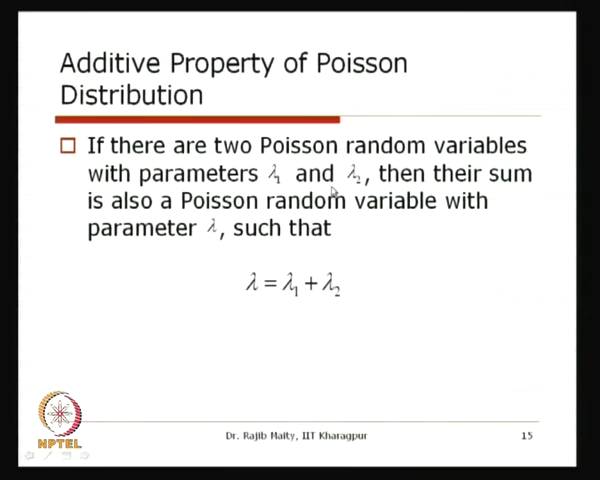 Additive Property of Poisson
Distribution
If there are two Poisson random variables
with parameters λ₁ and λ₂, then their sum
is also a Poisson random variable with
parameter λ, such that
λ = λ₁ + λ₂
NPTEL
Dr. Rajib Maity, IIT Kharagpur
15